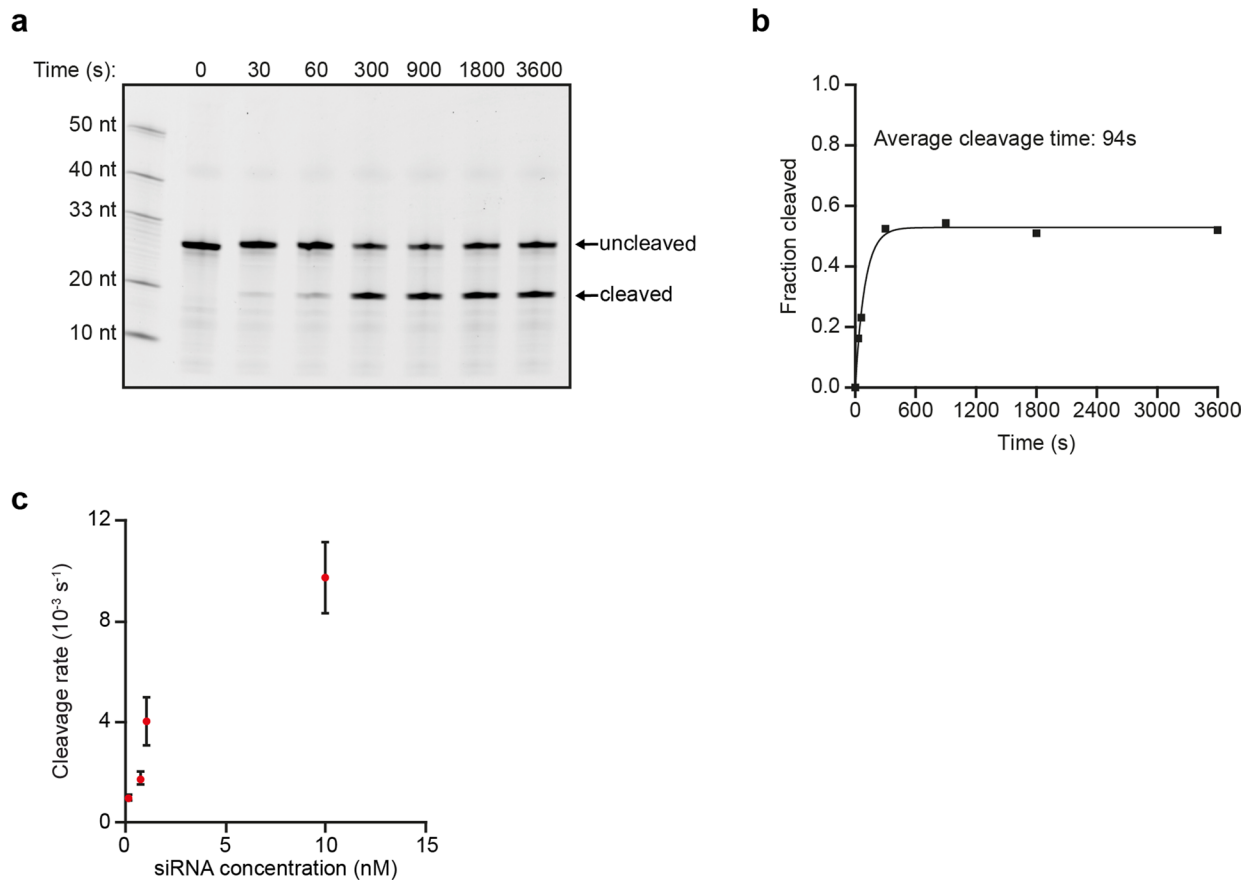 a
Time (s): 0 30 60 300 900 1800 3600
50 nt
40 nt
33 nt
uncleaved
20 nt
cleaved
10 nt
b
1.0
Average cleavage time: 94s
0.8
0.6
0.4
0.2
0.0
Fraction cleaved
0 600 1200 1800 2400 3000 3600
Time (s)
c
12
8
4
0
Cleavage rate (10⁻³ s⁻¹)
0 5 10 15
siRNA concentration (nM)